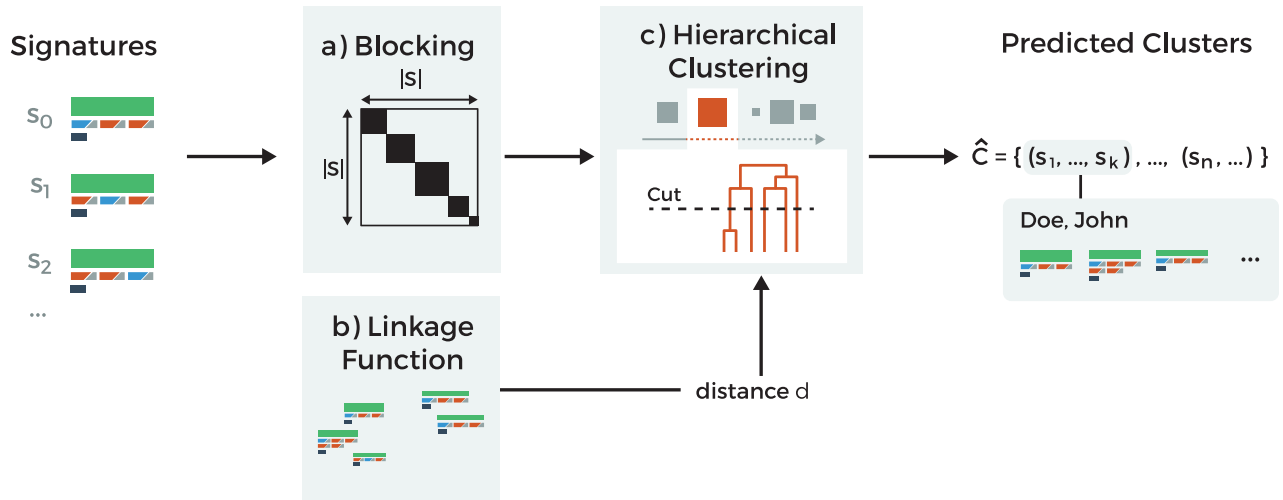 Signatures
s0
s1
s2
...
a) Blocking
|S|
|S|
b) Linkage
Function
c) Hierarchical
Clustering
Cut
distance d
Predicted Clusters
Ĉ = { (s1, ..., sk) , ..., (sn, ...) }
Doe, John
...